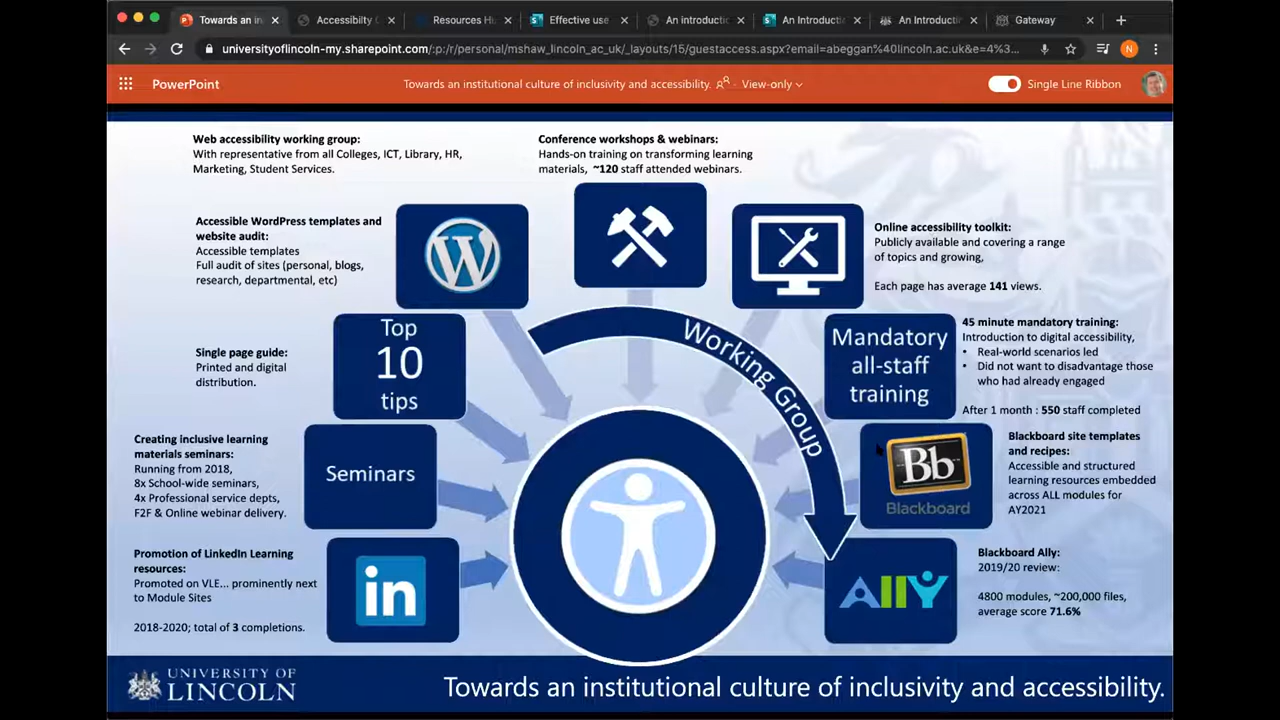 Towards an in
Accessibilty
Resources Hu
Effective use
An introductic
An Introducti
An Introductic
Gateway
universityoflincoln-my.sharepoint.com/:p:/r/personal/mshaw_lincoln_ac_uk/_layouts/15/guestaccess.aspx?email=abeggan%40lincoln.ac.uk&e=4%3...
N
PowerPoint
Towards an institutional culture of inclusivity and accessibility. - View-only
Single Line Ribbon
Web accessibility working group:
With representative from all Colleges, ICT, Library, HR,
Marketing, Student Services.
Conference workshops & webinars:
Hands-on training on transforming learning
materials, ~120 staff attended webinars.
Accessible WordPress templates and
website audit:
Accessible templates
Full audit of sites (personal, blogs,
research, departmental, etc)
W
Online accessibility toolkit:
Publicly available and covering a range
of topics and growing,
Each page has average 141 views.
Single page guide:
Printed and digital
distribution.
Top
10
tips
Working Group
Mandatory
all-staff
training
45 minute mandatory training:
Introduction to digital accessibility,
• Real-world scenarios led
• Did not want to disadvantage those
who had already engaged
After 1 month : 550 staff completed
Creating inclusive learning
materials seminars:
Running from 2018,
8x School-wide seminars,
4x Professional service depts,
F2F & Online webinar delivery.
Seminars
Bb
Blackboard
Blackboard site templates
and recipes:
Accessible and structured
learning resources embedded
across ALL modules for
AY2021
Promotion of LinkedIn Learning
resources:
Promoted on VLE... prominently next
to Module Sites
2018-2020; total of 3 completions.
in
Ally
Blackboard Ally:
2019/20 review:
4800 modules, ~200,000 files,
average score 71.6%
UNIVERSITY OF
LINCOLN
Towards an institutional culture of inclusivity and accessibility.